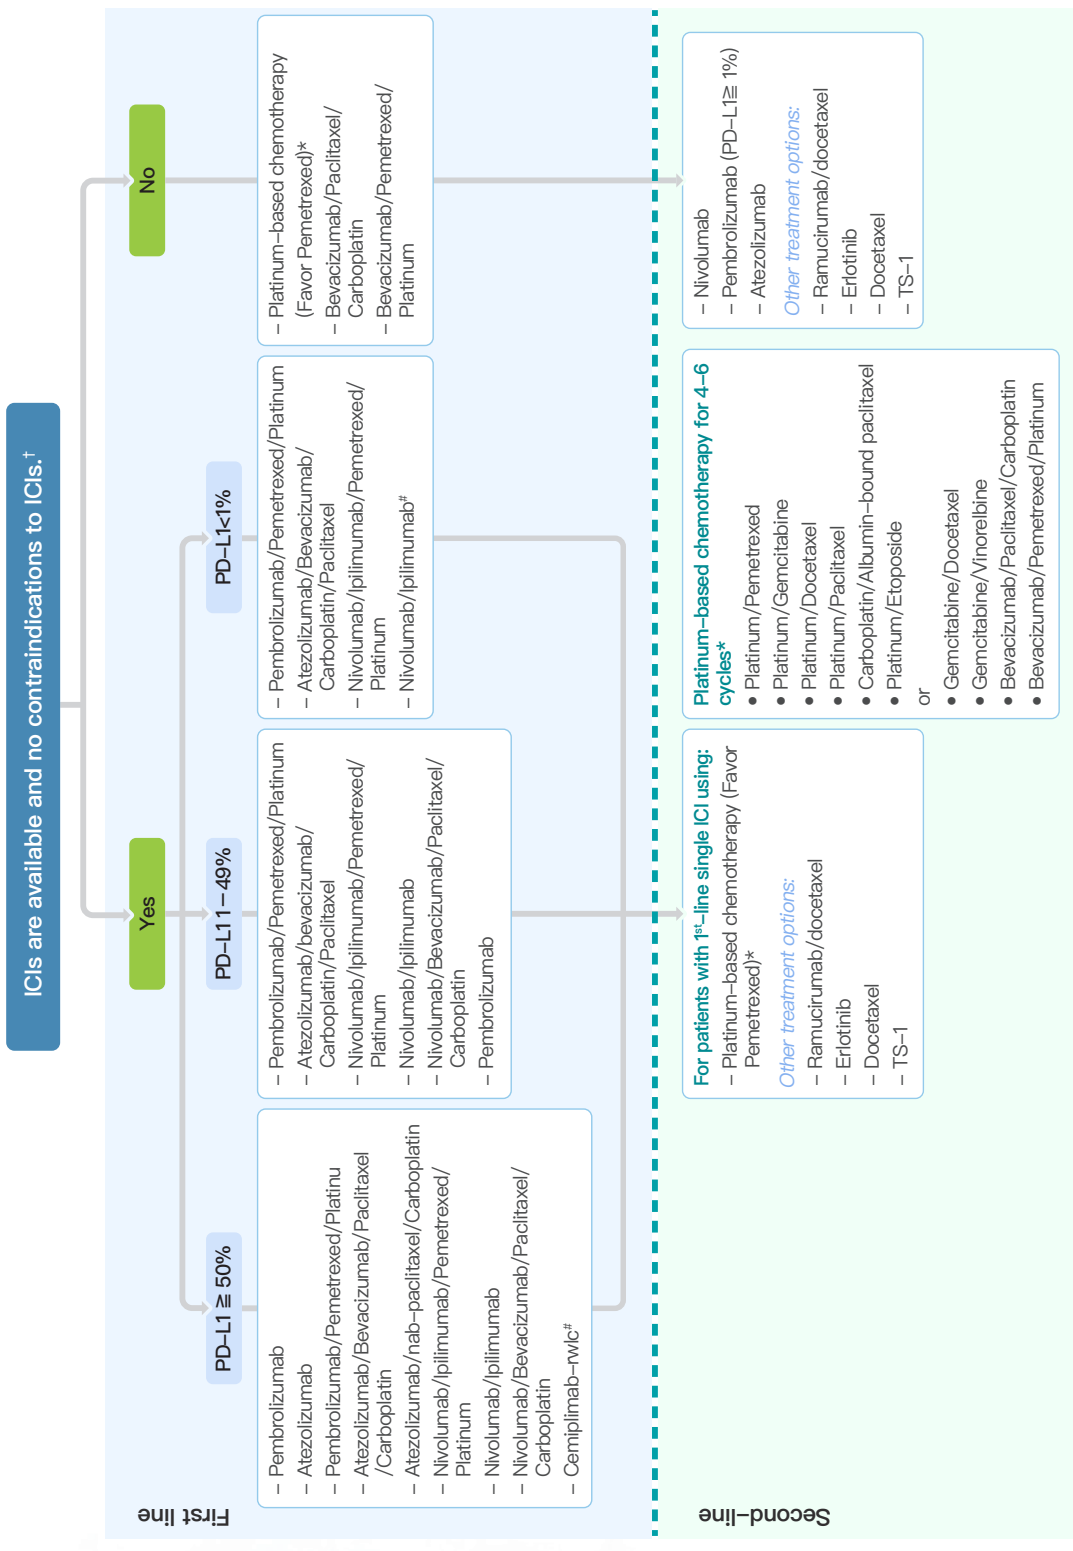 ICIs are available and no contraindications to ICIs.†
Yes
No
First line
PD–L1 ≧ 50%
PD–L1 1–49%
PD–L1<1%
– Pembrolizumab
– Atezolizumab
– Pembrolizumab/Pemetrexed/Platinu
– Atezolizumab/Bevacizumab/Paclitaxel
/Carboplatin
– Atezolizumab/nab–paclitaxel/Carboplatin
– Nivolumab/Ipilimumab/Pemetrexed/
Platinum
– Nivolumab/Ipilimumab
– Nivolumab/Bevacizumab/Paclitaxel/
Carboplatin
– Cemiplimab–rwlc#
– Pembrolizumab/Pemetrexed/Platinum
– Atezolizumab/bevacizumab/
Carboplatin/Paclitaxel
– Nivolumab/Ipilimumab/Pemetrexed/
Platinum
– Nivolumab/Ipilimumab
– Nivolumab/Bevacizumab/Paclitaxel/
Carboplatin
– Pembrolizumab
– Pembrolizumab/Pemetrexed/Platinum
– Atezolizumab/Bevacizumab/
Carboplatin/Paclitaxel
– Nivolumab/Ipilimumab/Pemetrexed/
Platinum
– Nivolumab/ipilimumab#
– Platinum–based chemotherapy
(Favor Pemetrexed)*
– Bevacizumab/Paclitaxel/
Carboplatin
– Bevacizumab/Pemetrexed/
Platinum
Second–line
For patients with 1st–line single ICI using:
– Platinum–based chemotherapy (Favor
Pemetrexed)*
Other treatment options:
– Ramucirumab/docetaxel
– Erlotinib
– Docetaxel
– TS–1
Platinum–based chemotherapy for 4–6
cycles*
● Platinum/Pemetrexed
● Platinum/Gemcitabine
● Platinum/Docetaxel
● Platinum/Paclitaxel
● Carboplatin/Albumin–bound paclitaxel
● Platinum/Etoposide
or
● Gemcitabine/Docetaxel
● Gemcitabine/Vinorelbine
● Bevacizumab/Paclitaxel/Carboplatin
● Bevacizumab/Pemetrexed/Platinum
– Nivolumab
– Pembrolizumab (PD–L1≧ 1%)
– Atezolizumab
Other treatment options:
– Ramucirumab/docetaxel
– Erlotinib
– Docetaxel
– TS–1